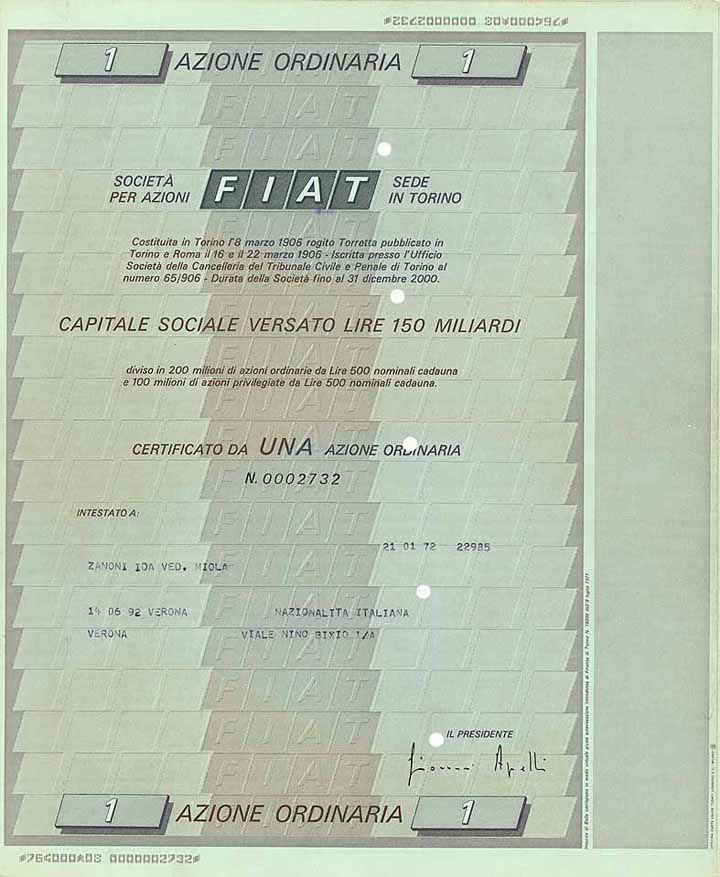 #764000A08 0000002732#
1 AZIONE ORDINARIA 1
SOCIETÀ PER AZIONI FIAT SEDE IN TORINO
Costituita in Torino l'8 marzo 1906 rogito Torretta pubblicato in
Torino e Roma il 16 e il 22 marzo 1906 - Iscritta presso l'Ufficio
Società della Cancelleria del Tribunale Civile e Penale di Torino al
numero 65/906 - Durata della Società fino al 31 dicembre 2000.
CAPITALE SOCIALE VERSATO LIRE 150 MILIARDI
diviso in 200 milioni di azioni ordinarie da Lire 500 nominali cadauna
e 100 milioni di azioni privilegiate da Lire 500 nominali cadauna.
CERTIFICATO DA UNA AZIONE ORDINARIA
N. 0002732
INTESTATO A:
21 01 72 22985
ZANONI IDA VED. MIOLA
14 06 92 VERONA NAZIONALITA ITALIANA
VERONA VIALE NINO BIXIO 1/A
IL PRESIDENTE
1 AZIONE ORDINARIA 1
#764000A08 0000002732#